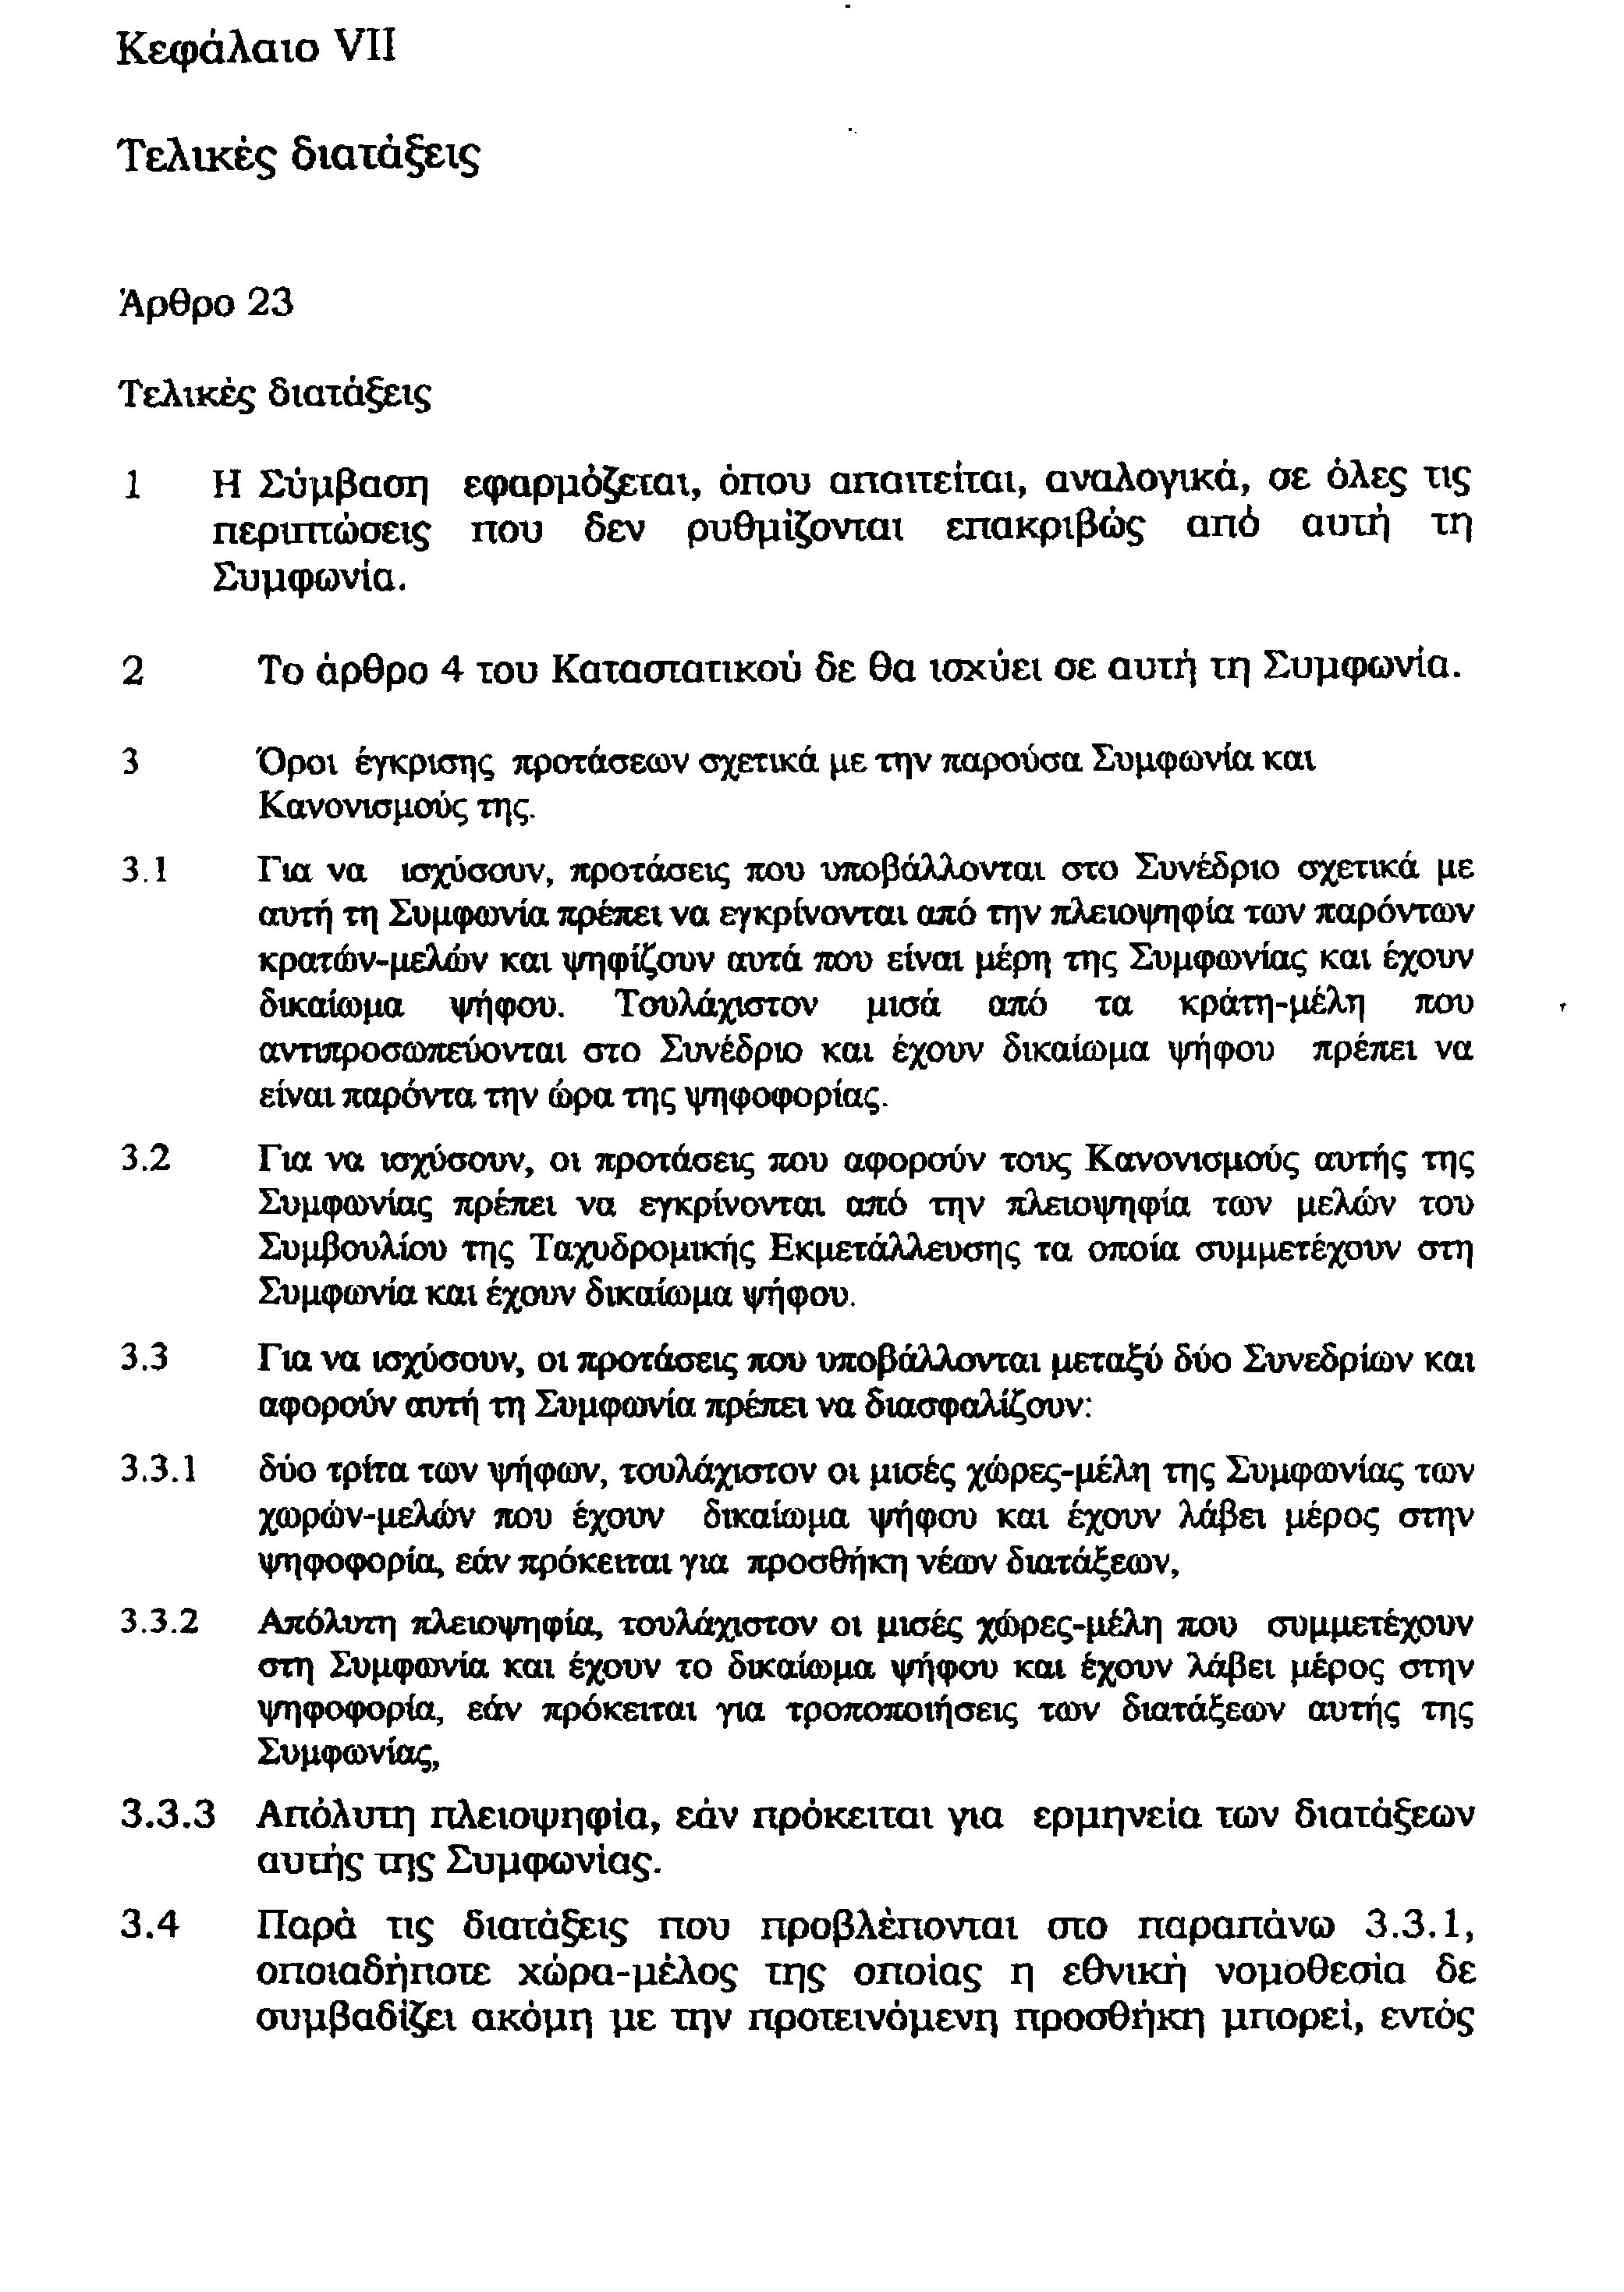 Κεφάλαιο VII
Τελικές διατάξεις
Άρθρο 23
Τελικές διατάξεις
1 Η Σύμβαση εφαρμόζεται, όπου απαιτείται, αναλογικά, σε όλες τις
περιπτώσεις που δεν ρυθμίζονται επακριβώς από αυτή τη
Συμφωνία.
2 Το άρθρο 4 του Καταστατικού δε θα ισχύει σε αυτή τη Συμφωνία.
3 Όροι έγκρισης προτάσεων σχετικά με την παρούσα Συμφωνία και
Κανονισμούς της.
3.1 Για να ισχύσουν, προτάσεις που υποβάλλονται στο Συνέδριο σχετικά με
αυτή τη Συμφωνία πρέπει να εγκρίνονται από την πλειοψηφία των παρόντων
κρατών-μελών και ψηφίζουν αυτά που είναι μέρη της Συμφωνίας και έχουν
δικαίωμα ψήφου. Τουλάχιστον μισά από τα κράτη-μέλη που
αντιπροσωπεύονται στο Συνέδριο και έχουν δικαίωμα ψήφου πρέπει να
είναι παρόντα την ώρα της ψηφοφορίας.
3.2 Για να ισχύσουν, οι προτάσεις που αφορούν τους Κανονισμούς αυτής της
Συμφωνίας πρέπει να εγκρίνονται από την πλειοψηφία των μελών του
Συμβουλίου της Ταχυδρομικής Εκμετάλλευσης τα οποία συμμετέχουν στη
Συμφωνία και έχουν δικαίωμα ψήφου.
3.3 Για να ισχύσουν, οι προτάσεις που υποβάλλονται μεταξύ δύο Συνεδρίων και
αφορούν αυτή τη Συμφωνία πρέπει να διασφαλίζουν:
3.3.1 δύο τρίτα των ψήφων, τουλάχιστον οι μισές χώρες-μέλη της Συμφωνίας των
χωρών-μελών που έχουν δικαίωμα ψήφου και έχουν λάβει μέρος στην
ψηφοφορία, εάν πρόκειται για προσθήκη νέων διατάξεων,
3.3.2 Απόλυτη πλειοψηφία, τουλάχιστον οι μισές χώρες-μέλη που συμμετέχουν
στη Συμφωνία και έχουν το δικαίωμα ψήφου και έχουν λάβει μέρος στην
ψηφοφορία, εάν πρόκειται για τροποποιήσεις των διατάξεων αυτής της
Συμφωνίας,
3.3.3 Απόλυτη πλειοψηφία, εάν πρόκειται για ερμηνεία των διατάξεων
αυτής της Συμφωνίας.
3.4 Παρά τις διατάξεις που προβλέπονται στο παραπάνω 3.3.1,
οποιαδήποτε χώρα-μέλος της οποίας η εθνική νομοθεσία δε
συμβαδίζει ακόμη με την προτεινόμενη προσθήκη μπορεί, εντός